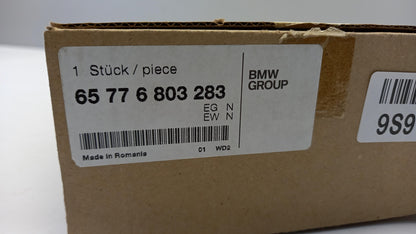 1 Stück / piece
65 77 6 803 283
EG N
EW N
Made in Romania 01 WD2
BMW
GROUP
9S9